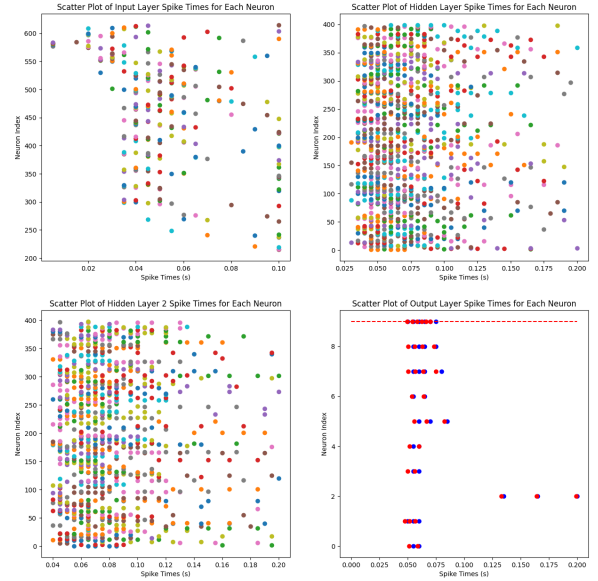 Scatter Plot of Input Layer Spike Times for Each Neuron
600
550
500
450
400
350
300
250
200
Neuron Index
0.02 0.04 0.06 0.08 0.10
Spike Times (s)
Scatter Plot of Hidden Layer Spike Times for Each Neuron
400
350
300
250
200
150
100
50
0
Neuron Index
0.025 0.050 0.075 0.100 0.125 0.150 0.175 0.200
Spike Times (s)
Scatter Plot of Hidden Layer 2 Spike Times for Each Neuron
400
350
300
250
200
150
100
50
0
Neuron Index
0.04 0.06 0.08 0.10 0.12 0.14 0.16 0.18 0.20
Spike Times (s)
Scatter Plot of Output Layer Spike Times for Each Neuron
8
6
4
2
0
Neuron Index
0.000 0.025 0.050 0.075 0.100 0.125 0.150 0.175 0.200
Spike Times (s)